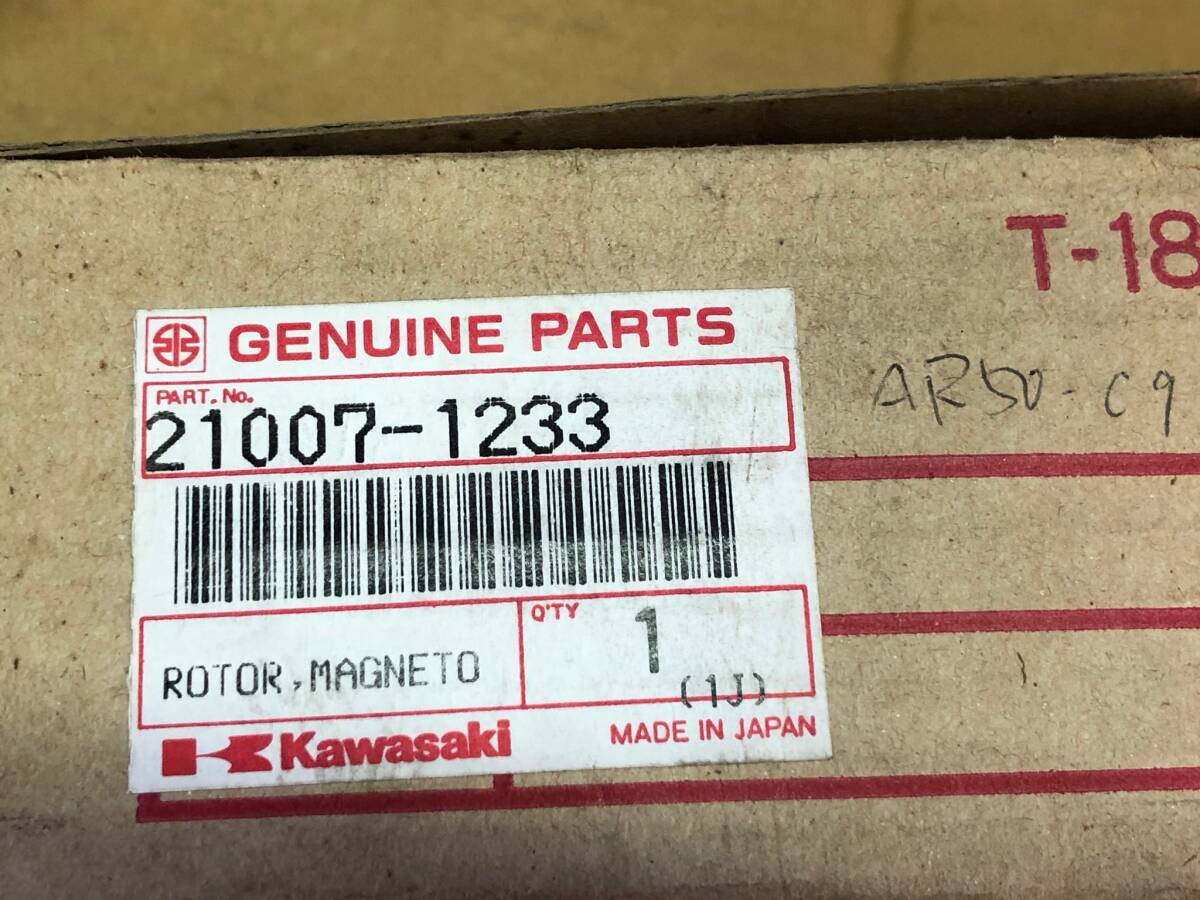 T-18
GENUINE PARTS
AR50-C9
PART. No.
21007-1233
Q'TY
1
ROTOR,MAGNETO
(1J)
Kawasaki
MADE IN JAPAN